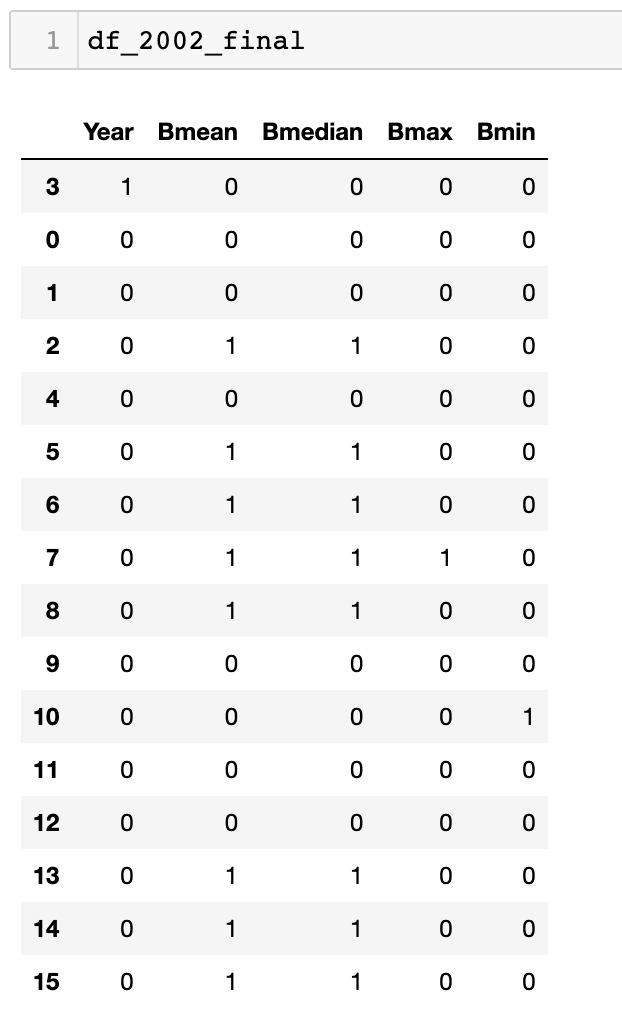 1 df_2002_final
Year Bmean Bmedian Bmax Bmin
3 1 0 0 0 0
0 0 0 0 0 0
1 0 0 0 0 0
2 0 1 1 0 0
4 0 0 0 0 0
5 0 1 1 0 0
6 0 1 1 0 0
7 0 1 1 1 0
8 0 1 1 0 0
9 0 0 0 0 0
10 0 0 0 0 1
11 0 0 0 0 0
12 0 0 0 0 0
13 0 1 1 0 0
14 0 1 1 0 0
15 0 1 1 0 0